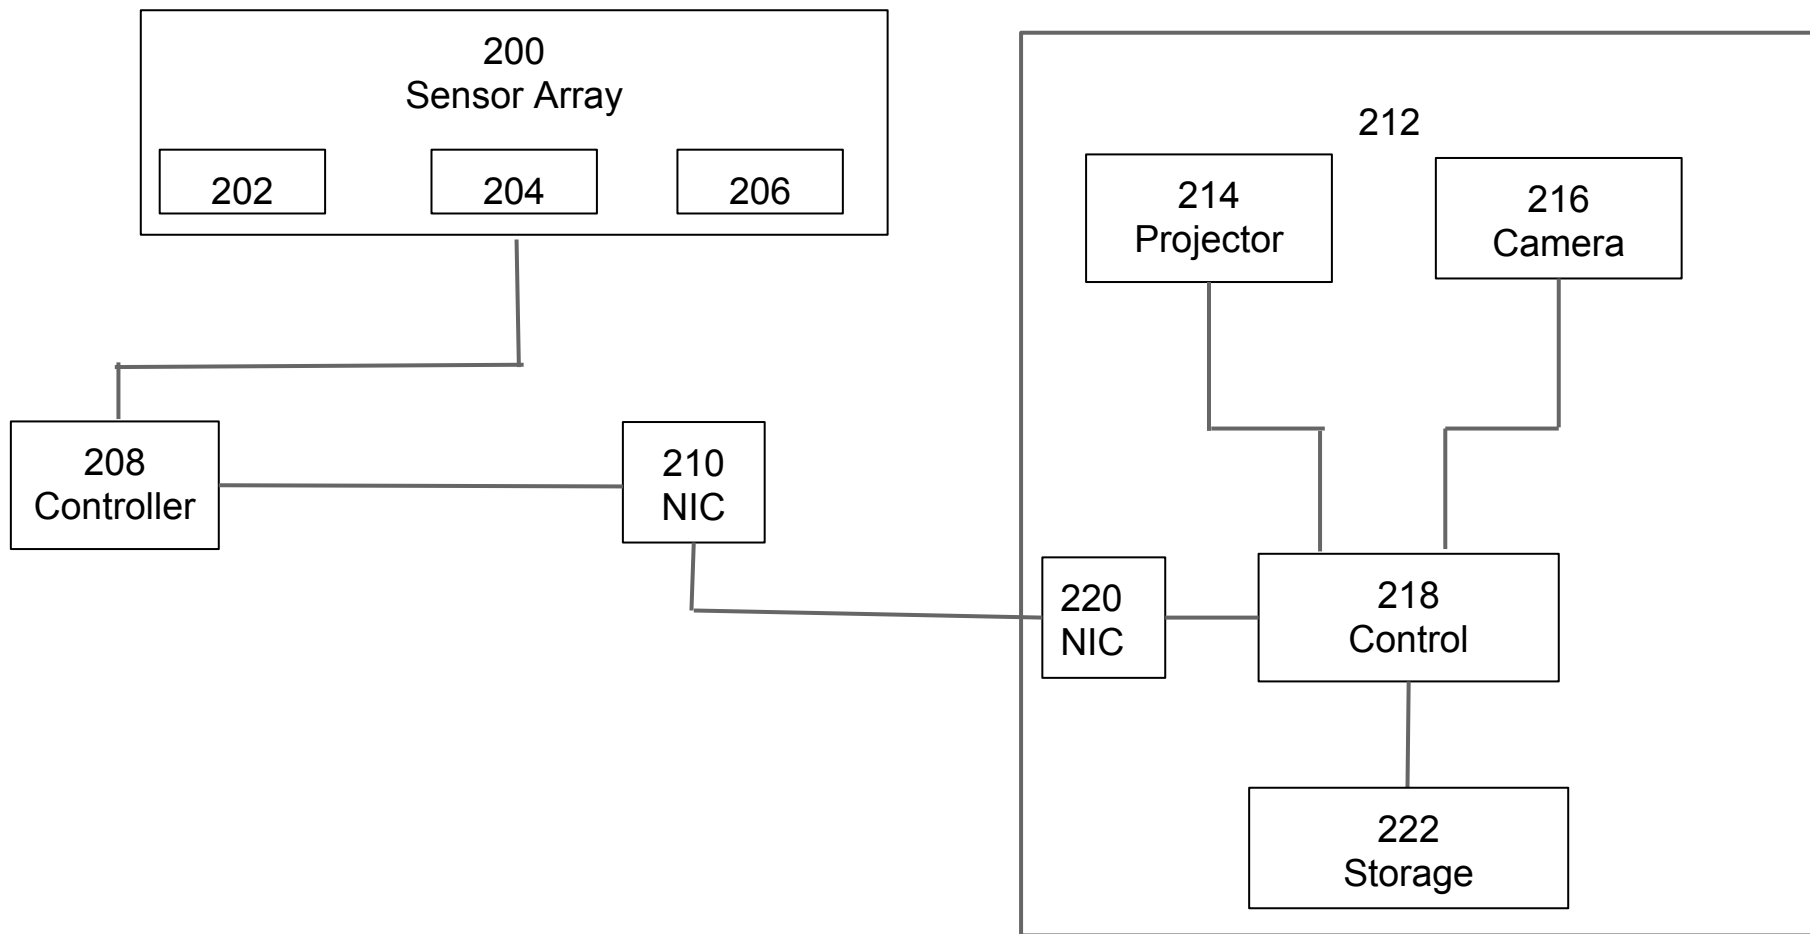 200
Sensor Array
202
204
206
208
Controller
210
NIC
212
214
Projector
216
Camera
220
NIC
218
Control
222
Storage